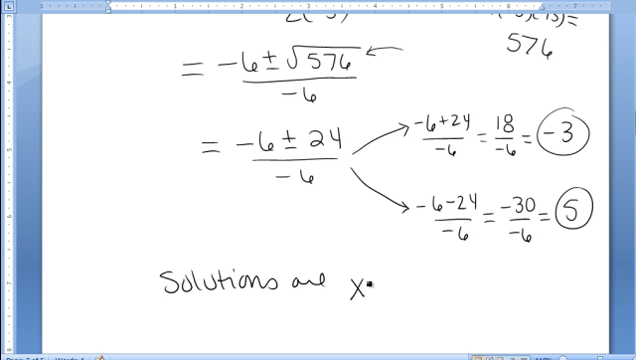 576
= -6 ± √576 / -6
= -6 ± 24 / -6
-6+24 / -6 = 18 / -6 = -3
-6-24 / -6 = -30 / -6 = 5
Solutions are x